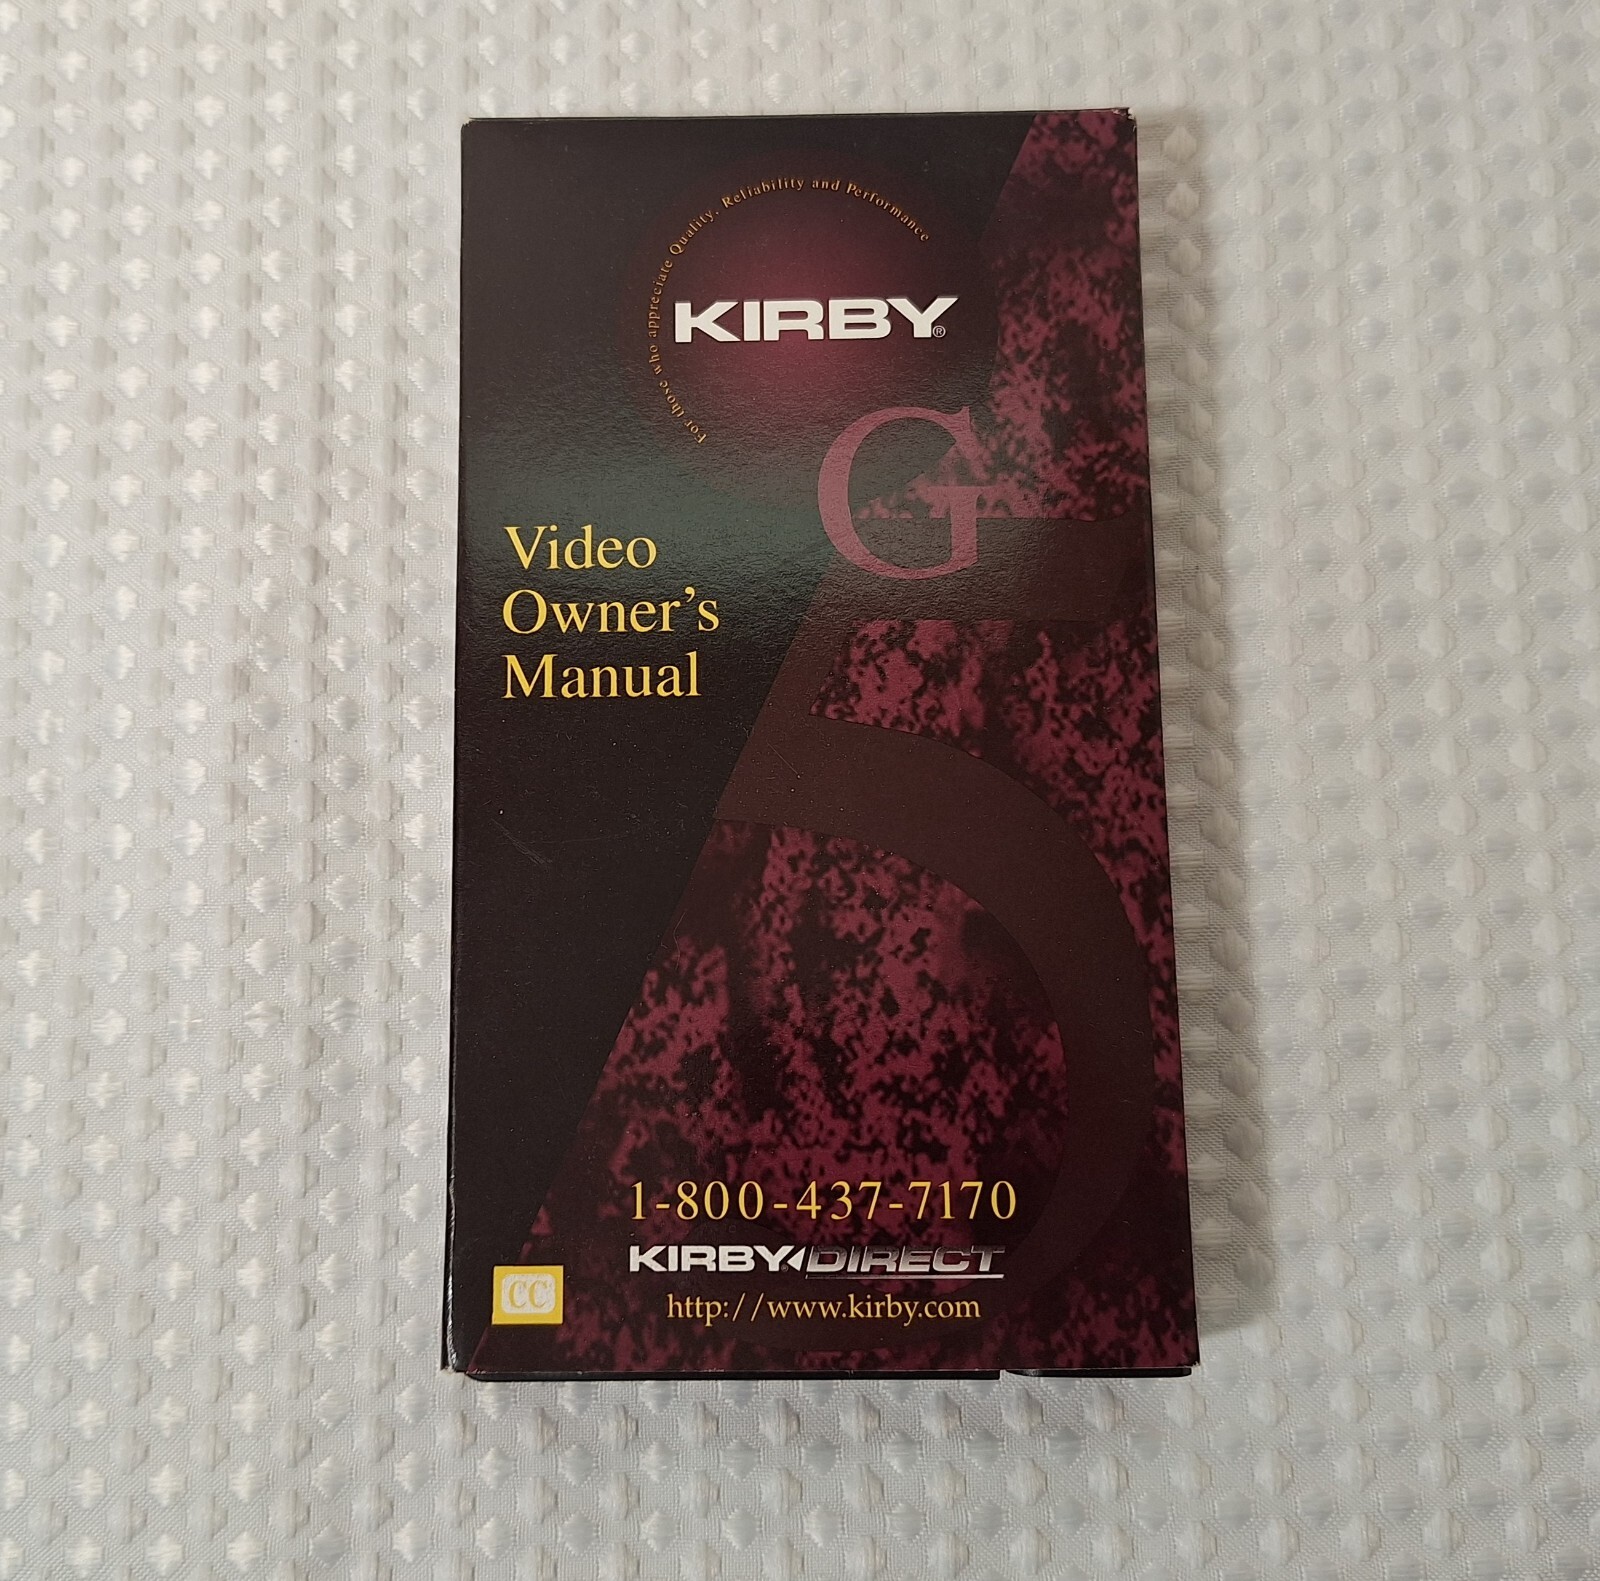 For those who appreciate Quality, Reliability and Performance
KIRBY®
G
5
Video
Owner's
Manual
1-800-437-7170
KIRBY® DIRECT
http://www.kirby.com
CC